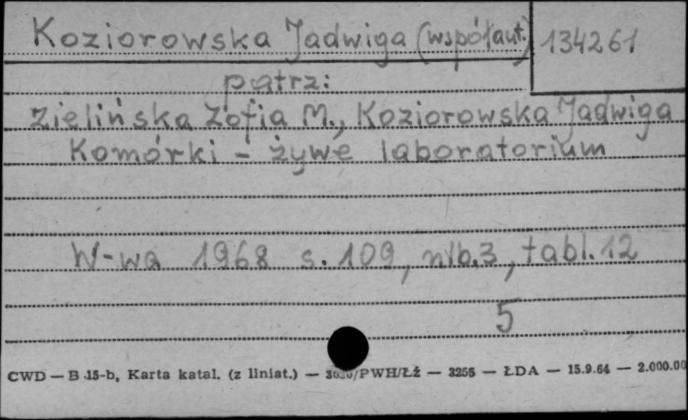 Koziorowska Jadwiga (współaut.) 134261
patrz:
Zielińska Zofia M., Koziorowska Jadwiga
Komórki - żywe laboratorium
W-wa 1968 s. 109, nlb.3, tabl. 12
5
CWD — B 15-b, Karta katal. (z liniat.) — /PWH/Łź — 3255 — ŁDA — 15.9.64 — 2.000.00